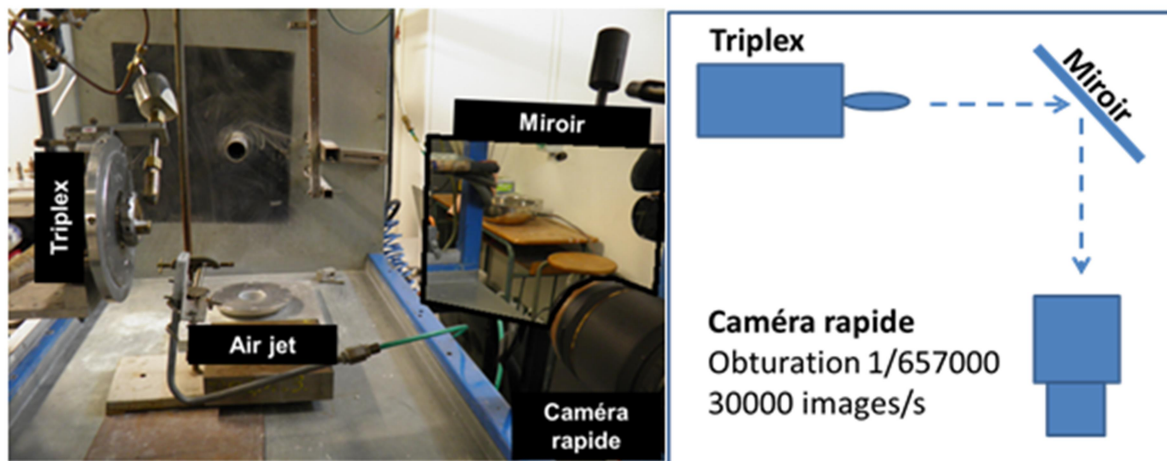 Triplex
Miroir
Air jet
Caméra
rapide
Triplex
Miroir
Caméra rapide
Obturation 1/657000
30000 images/s